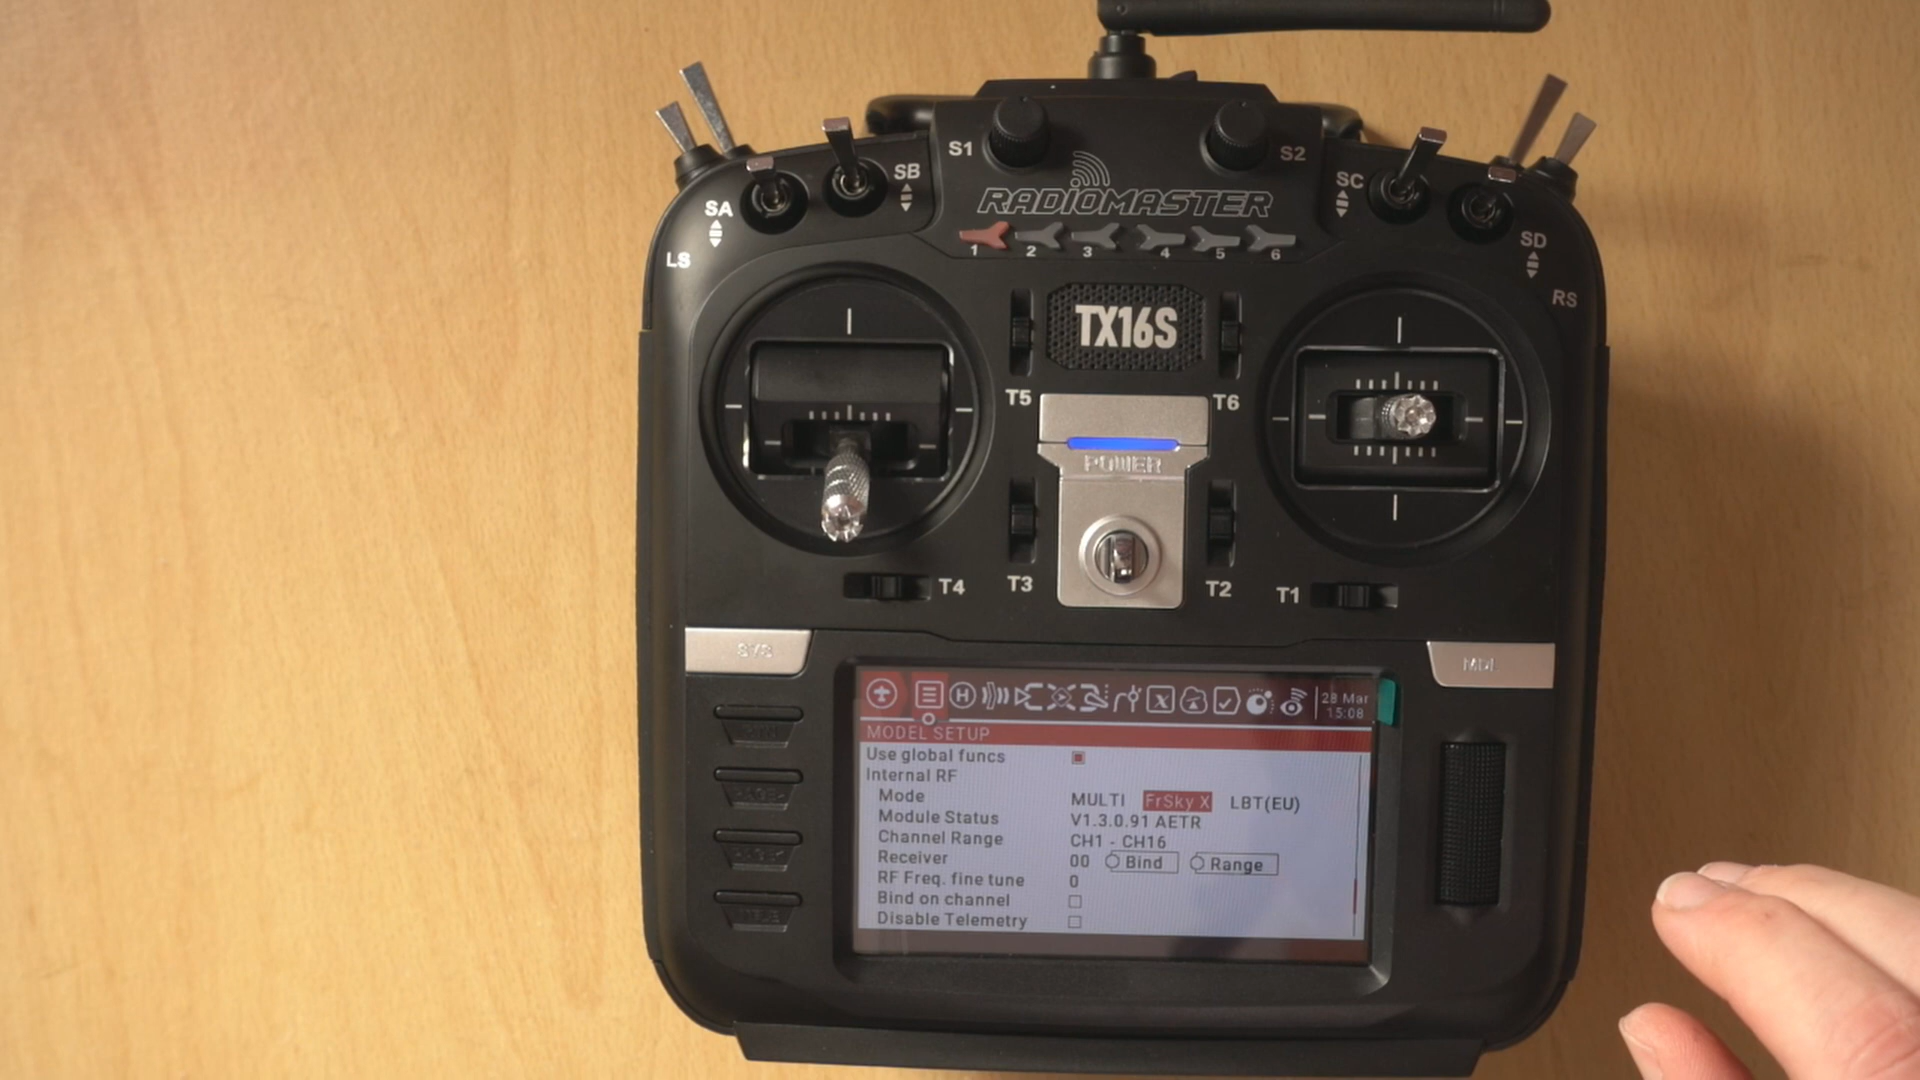 S1
S2
SB
SC
SA
SD
LS
RS
RADIOMASTER
1 2 3 4 5 6
TX16S
T5
T6
POWER
T4
T3
T2
T1
SYS
MDL
28 Mar
15:08
MODEL SETUP
Use global funcs
Internal RF
Mode MULTI FrSky X LBT(EU)
Module Status V1.3.0.91 AETR
Channel Range CH1 - CH16
Receiver 00 Bind Range
RF Freq. fine tune 0
Bind on channel
Disable Telemetry